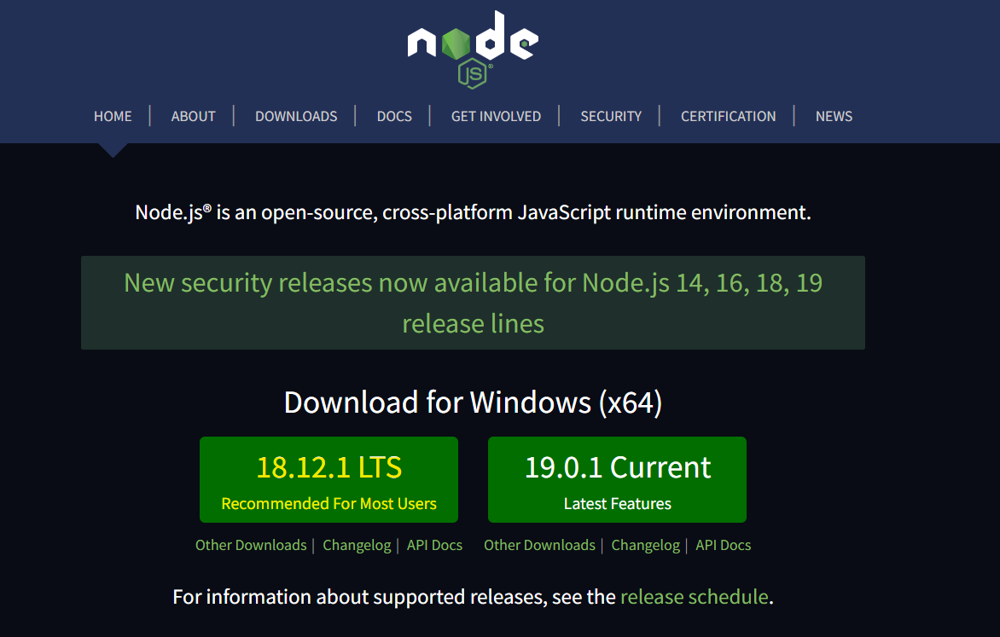 node
JS®
HOME | ABOUT | DOWNLOADS | DOCS | GET INVOLVED | SECURITY | CERTIFICATION | NEWS
Node.js® is an open-source, cross-platform JavaScript runtime environment.
New security releases now available for Node.js 14, 16, 18, 19
release lines
Download for Windows (x64)
18.12.1 LTS
Recommended For Most Users
19.0.1 Current
Latest Features
Other Downloads | Changelog | API Docs
Other Downloads | Changelog | API Docs
For information about supported releases, see the release schedule.